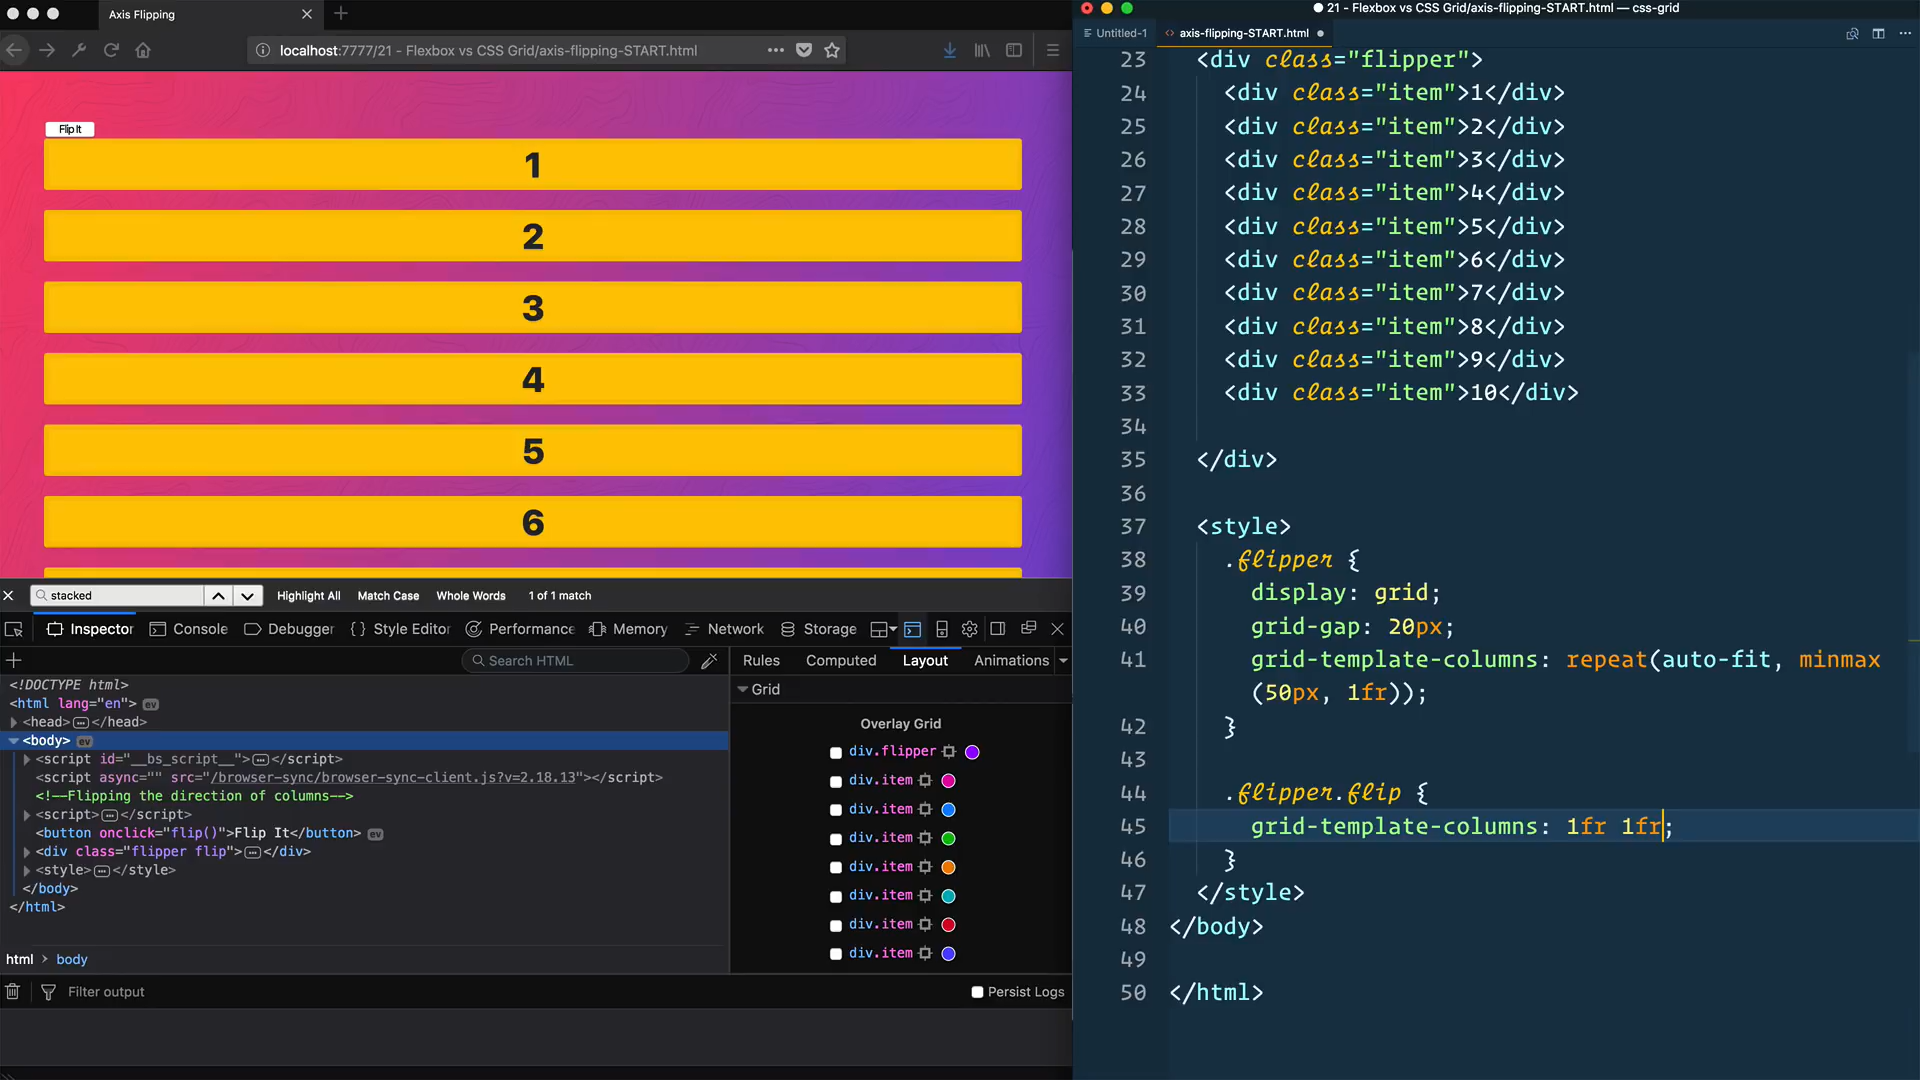 Axis Flipping
localhost:7777/21 - Flexbox vs CSS Grid/axis-flipping-START.html
Flip It
1
2
3
4
5
6
stacked
Highlight All
Match Case
Whole Words
1 of 1 match
Inspector
Console
Debugger
Style Editor
Performance
Memory
Network
Storage
Search HTML
<!DOCTYPE html>
<html lang="en"> ev
<head></head>
<body> ev
<script id="__bs_script__"></script>
<script async="" src="/browser-sync/browser-sync-client.js?v=2.18.13"></script>
<!--Flipping the direction of columns-->
<script></script>
<button onclick="flip()">Flip It</button> ev
<div class="flipper flip"></div>
<style></style>
</body>
</html>
html > body
Rules
Computed
Layout
Animations
Grid
Overlay Grid
div.flipper
div.item
div.item
div.item
div.item
div.item
div.item
div.item
Filter output
Persist Logs
21 - Flexbox vs CSS Grid/axis-flipping-START.html — css-grid
Untitled-1
axis-flipping-START.html
23 <div class="flipper">
24 <div class="item">1</div>
25 <div class="item">2</div>
26 <div class="item">3</div>
27 <div class="item">4</div>
28 <div class="item">5</div>
29 <div class="item">6</div>
30 <div class="item">7</div>
31 <div class="item">8</div>
32 <div class="item">9</div>
33 <div class="item">10</div>
34
35 </div>
36
37 <style>
38 .flipper {
39 display: grid;
40 grid-gap: 20px;
41 grid-template-columns: repeat(auto-fit, minmax
(50px, 1fr));
42 }
43
44 .flipper.flip {
45 grid-template-columns: 1fr 1fr;
46 }
47 </style>
48 </body>
49
50 </html>